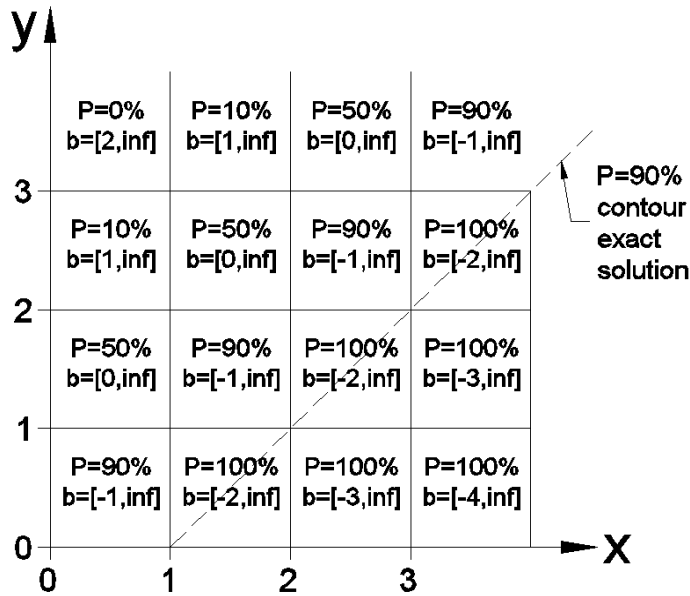 y
P=0% P=10% P=50% P=90%
b=[2,inf] b=[1,inf] b=[0,inf] b=[-1,inf]
P=90%
contour
exact
solution
3
P=10% P=50% P=90% P=100%
b=[1,inf] b=[0,inf] b=[-1,inf] b=[-2,inf]
2
P=50% P=90% P=100% P=100%
b=[0,inf] b=[-1,inf] b=[-2,inf] b=[-3,inf]
1
P=90% P=100% P=100% P=100%
b=[-1,inf] b=[-2,inf] b=[-3,inf] b=[-4,inf]
0 x
0 1 2 3